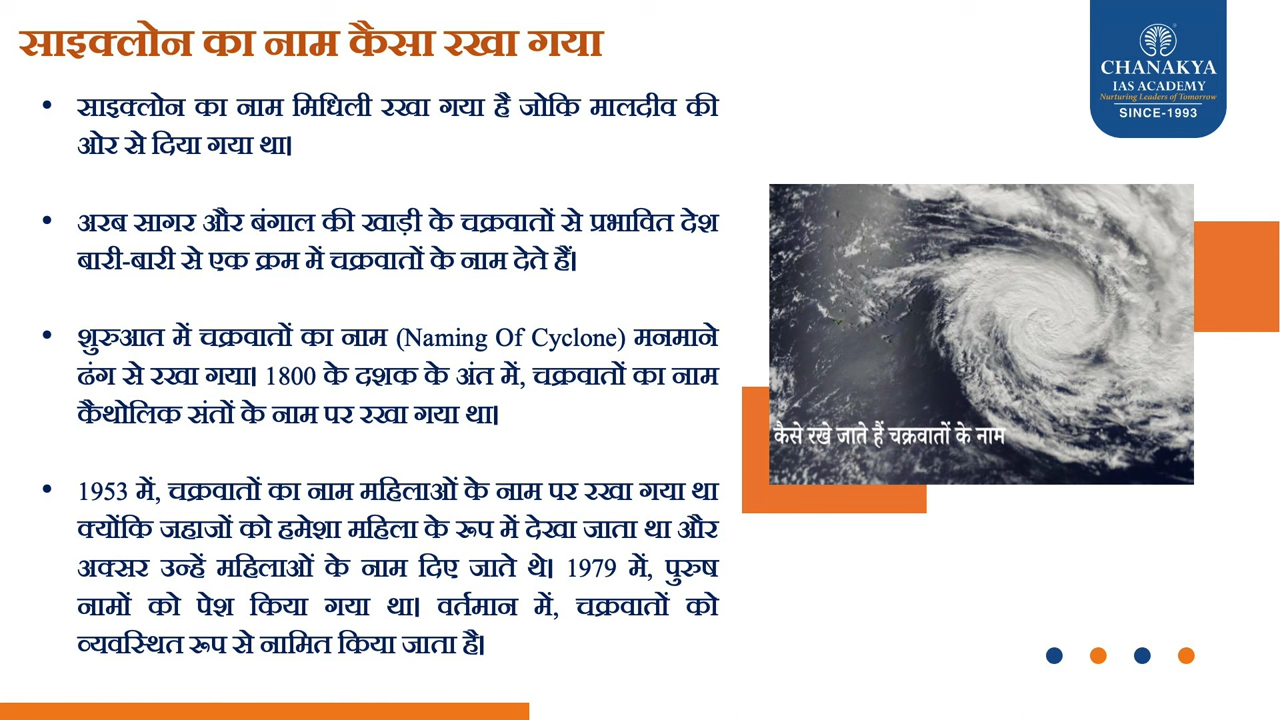 साइक्लोन का नाम कैसा रखा गया
CHANAKYA
IAS ACADEMY
Nurturing Leaders of Tomorrow
SINCE-1993
• साइक्लोन का नाम मिधिली रखा गया है जोकि मालदीव की
ओर से दिया गया था।
• अरब सागर और बंगाल की खाड़ी के चक्रवातों से प्रभावित देश
बारी-बारी से एक क्रम में चक्रवातों के नाम देते हैं।
• शुरुआत में चक्रवातों का नाम (Naming Of Cyclone) मनमाने
ढंग से रखा गया। 1800 के दशक के अंत में, चक्रवातों का नाम
कैथोलिक संतों के नाम पर रखा गया था।
• 1953 में, चक्रवातों का नाम महिलाओं के नाम पर रखा गया था
क्योंकि जहाजों को हमेशा महिला के रूप में देखा जाता था और
अक्सर उन्हें महिलाओं के नाम दिए जाते थे। 1979 में, पुरुष
नामों को पेश किया गया था। वर्तमान में, चक्रवातों को
व्यवस्थित रूप से नामित किया जाता है।
कैसे रखे जाते हैं चक्रवातों के नाम